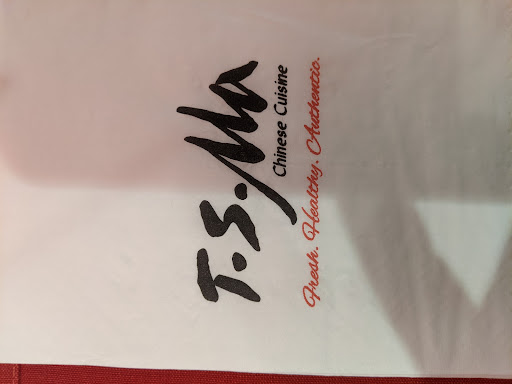 T.S.Ma
Chinese Cuisine
Fresh. Healthy. Authentic.